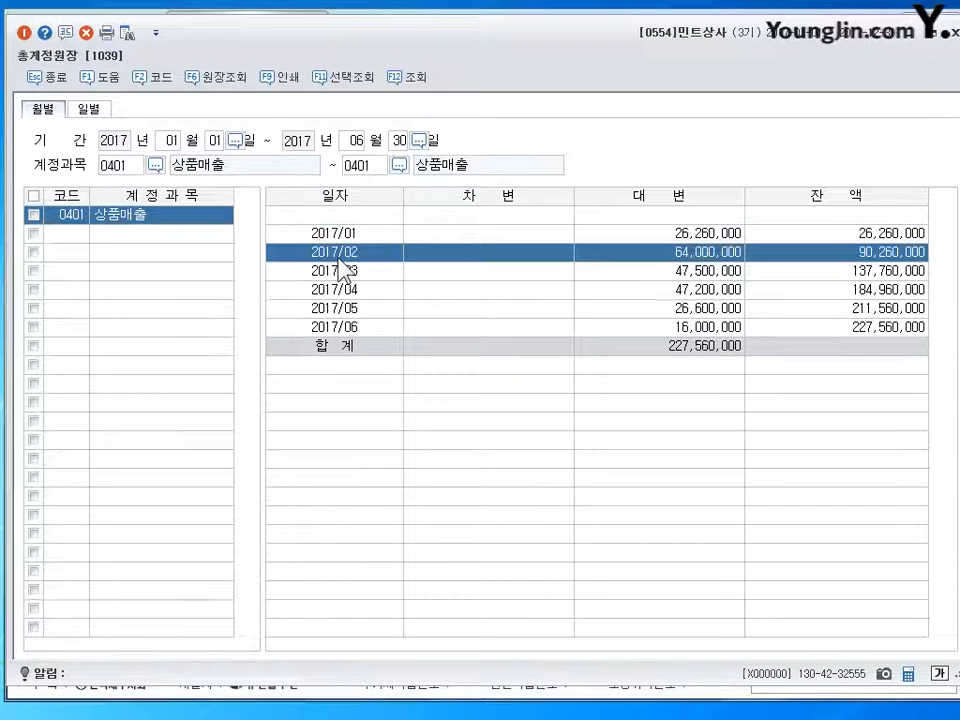 [0554]민트상사 (3기)
Younglin.com Y.
총계정원장 [1039]
Esc 종료 F1 도움 F2 코드 F6 원장조회 F9 인쇄 F11 선택조회 F12 조회
월별 일별
기 간 2017 년 01 월 01 일 ~ 2017 년 06 월 30 일
계정과목 0401 상품매출 ~ 0401 상품매출
코드 계 정 과 목 일자 차 변 대 변 잔 액
0401 상품매출
2017/01 26,260,000 26,260,000
2017/02 64,000,000 90,260,000
2017/03 47,500,000 137,760,000
2017/04 47,200,000 184,960,000
2017/05 26,600,000 211,560,000
2017/06 16,000,000 227,560,000
합 계 227,560,000
알림 : [X000000] 130-42-32555 가